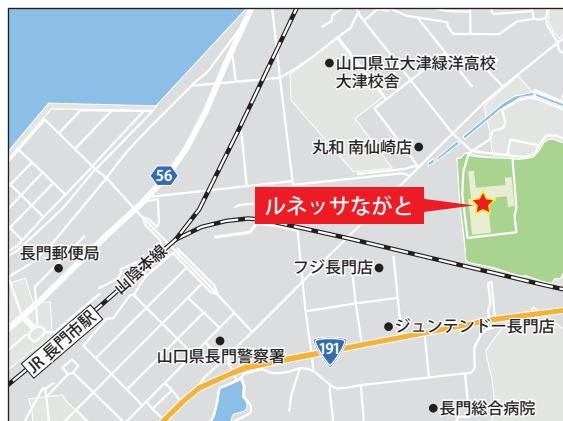 山口県立大津緑洋高校
大津校舎
丸和 南仙崎店
56
ルネッサながと
長門郵便局
山陰本線
フジ長門店
JR 長門市駅
ジュンテンドー長門店
191
山口県長門警察署
長門総合病院